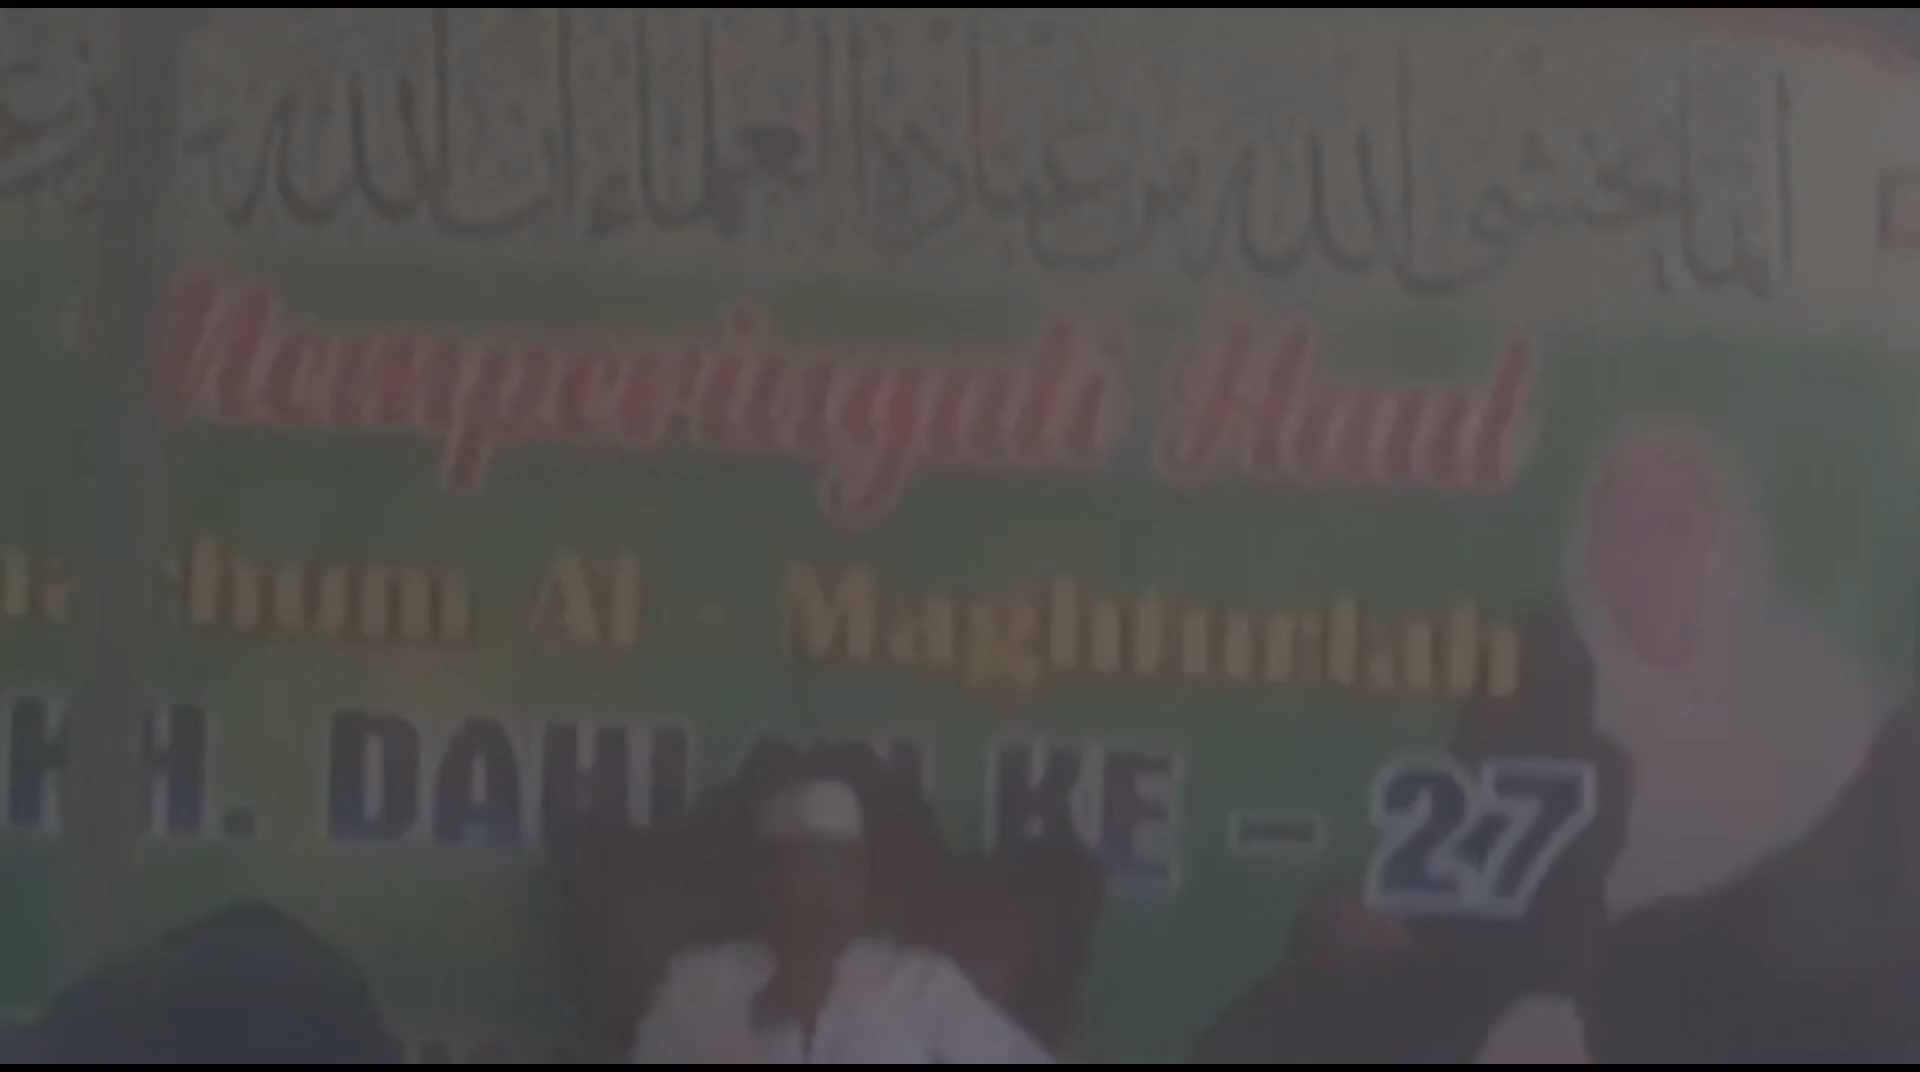 إنما يخشى الله من عباده العلماء إن الله
Memperingati Haul
Al - Maghfurlah
H. DAHLAN KE - 27